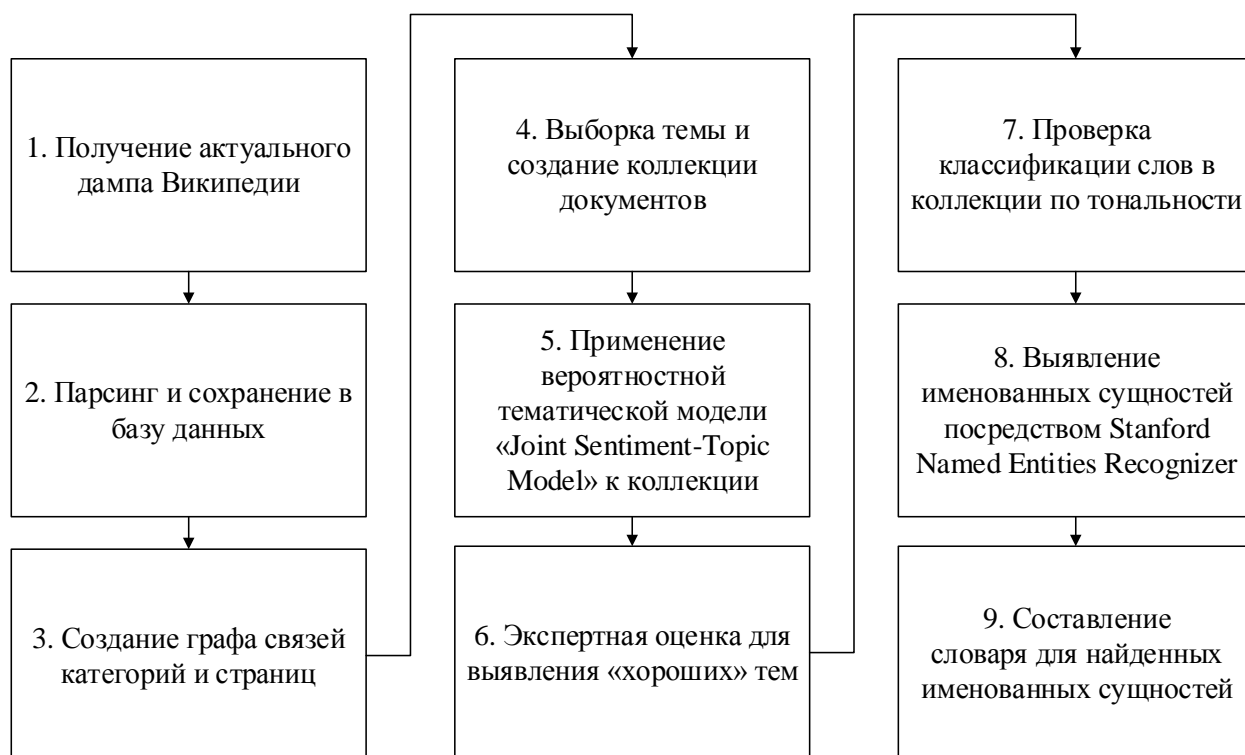 1. Получение актуального
дампа Википедии
2. Парсинг и сохранение в
базу данных
3. Создание графа связей
категорий и страниц
4. Выборка темы и
создание коллекции
документов
5. Применение
вероятностной
тематической модели
«Joint Sentiment-Topic
Model» к коллекции
6. Экспертная оценка для
выявления «хороших» тем
7. Проверка
классификации слов в
коллекции по тональности
8. Выявление
именованных сущностей
посредством Stanford
Named Entities Recognizer
9. Составление
словаря для найденных
именованных сущностей